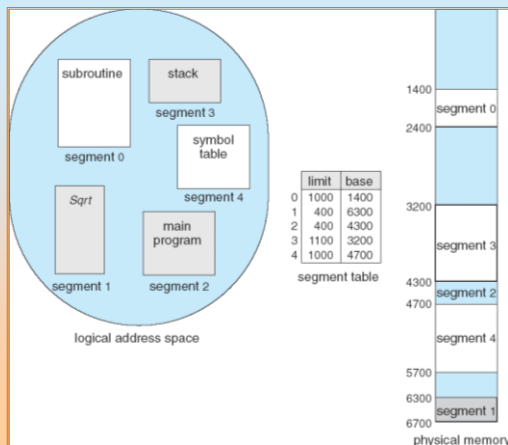 subroutine
segment 0
stack
segment 3
symbol
table
segment 4
Sqrt
segment 1
main
program
segment 2
logical address space
limit base
0 1000 1400
1 400 6300
2 400 4300
3 1100 3200
4 1000 4700
segment table
1400
segment 0
2400
3200
segment 3
4300
segment 2
4700
segment 4
5700
6300
segment 1
6700
physical memory